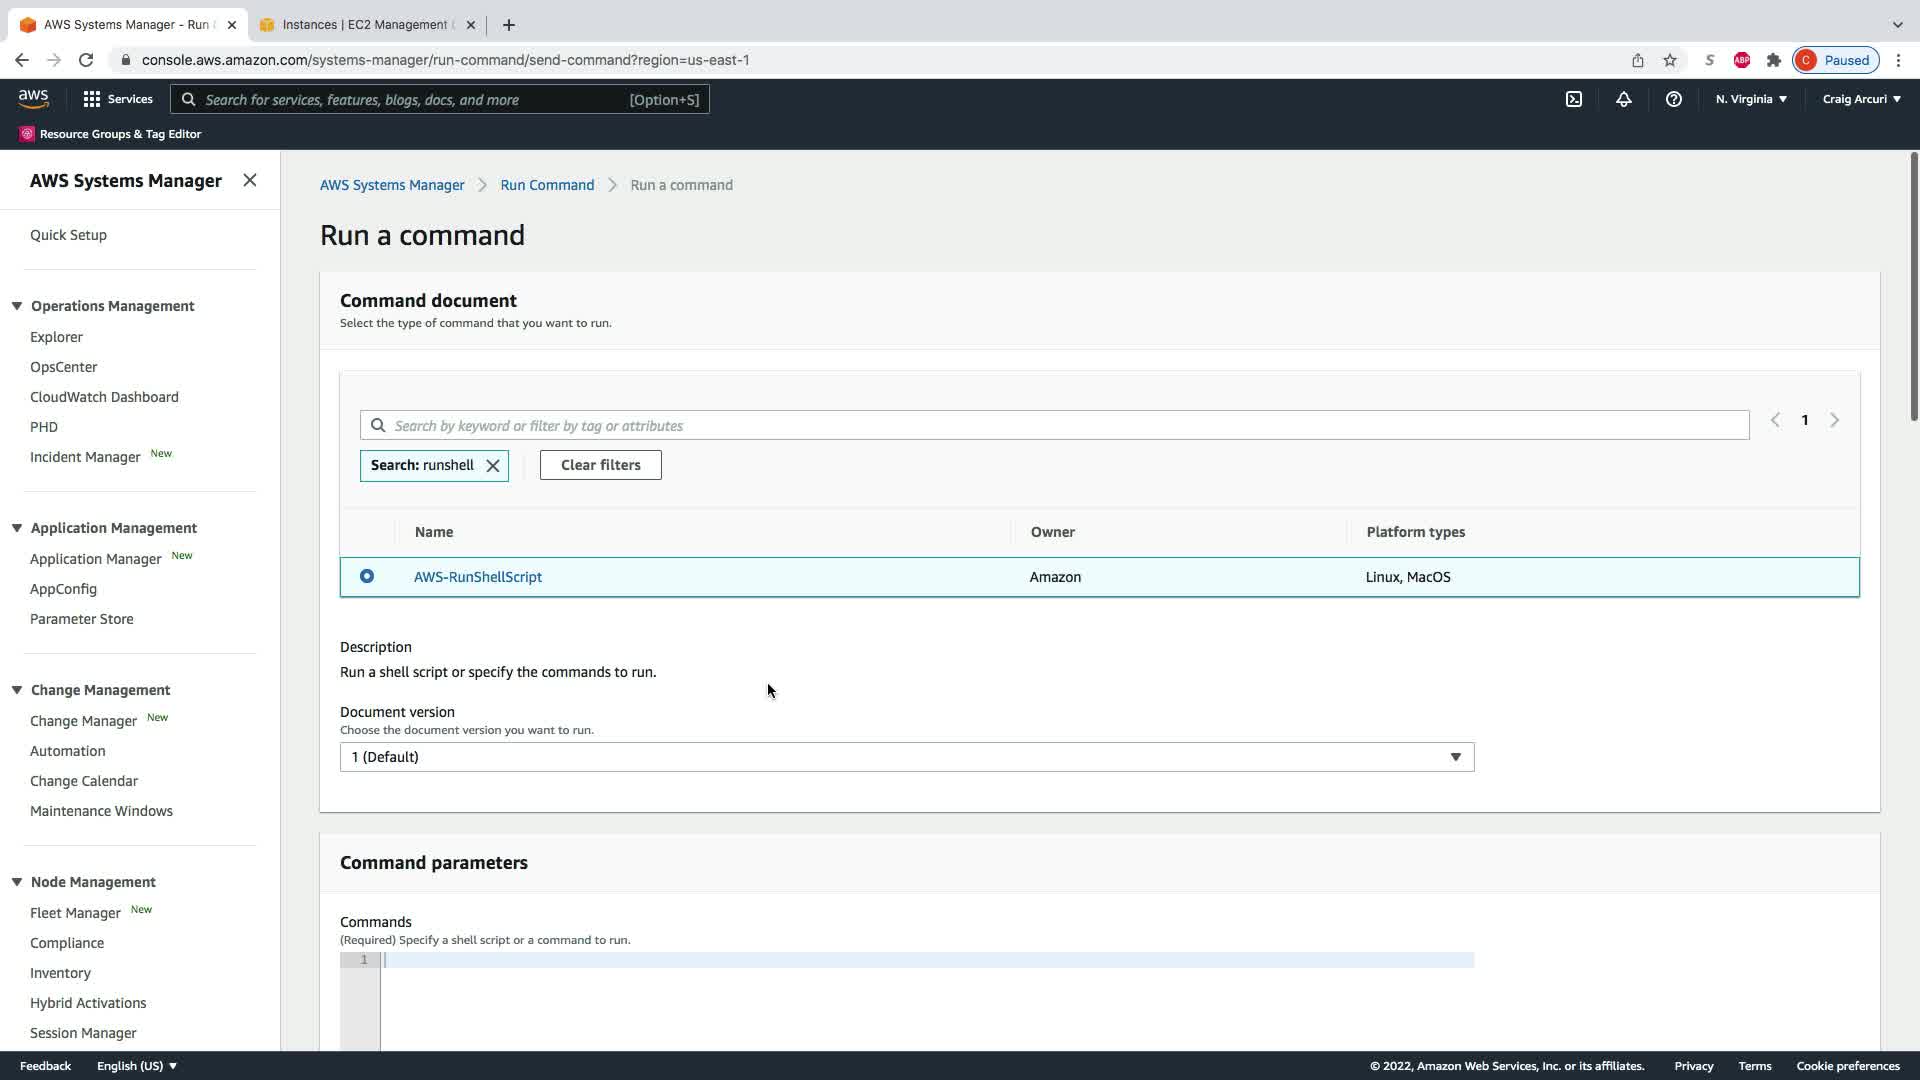 AWS Systems Manager - Run
Instances | EC2 Management
console.aws.amazon.com/systems-manager/run-command/send-command?region=us-east-1
S
ABP
C
Paused
aws
Services
Search for services, features, blogs, docs, and more
[Option+S]
N. Virginia
Craig Arcuri
Resource Groups & Tag Editor
AWS Systems Manager
Quick Setup
Operations Management
Explorer
OpsCenter
CloudWatch Dashboard
PHD
Incident Manager New
Application Management
Application Manager New
AppConfig
Parameter Store
Change Management
Change Manager New
Automation
Change Calendar
Maintenance Windows
Node Management
Fleet Manager New
Compliance
Inventory
Hybrid Activations
Session Manager
AWS Systems Manager
Run Command
Run a command
Run a command
Command document
Select the type of command that you want to run.
Search by keyword or filter by tag or attributes
1
Search: runshell
Clear filters
Name
Owner
Platform types
AWS-RunShellScript
Amazon
Linux, MacOS
Description
Run a shell script or specify the commands to run.
Document version
Choose the document version you want to run.
1 (Default)
Command parameters
Commands
(Required) Specify a shell script or a command to run.
1
Feedback
English (US)
© 2022, Amazon Web Services, Inc. or its affiliates.
Privacy
Terms
Cookie preferences